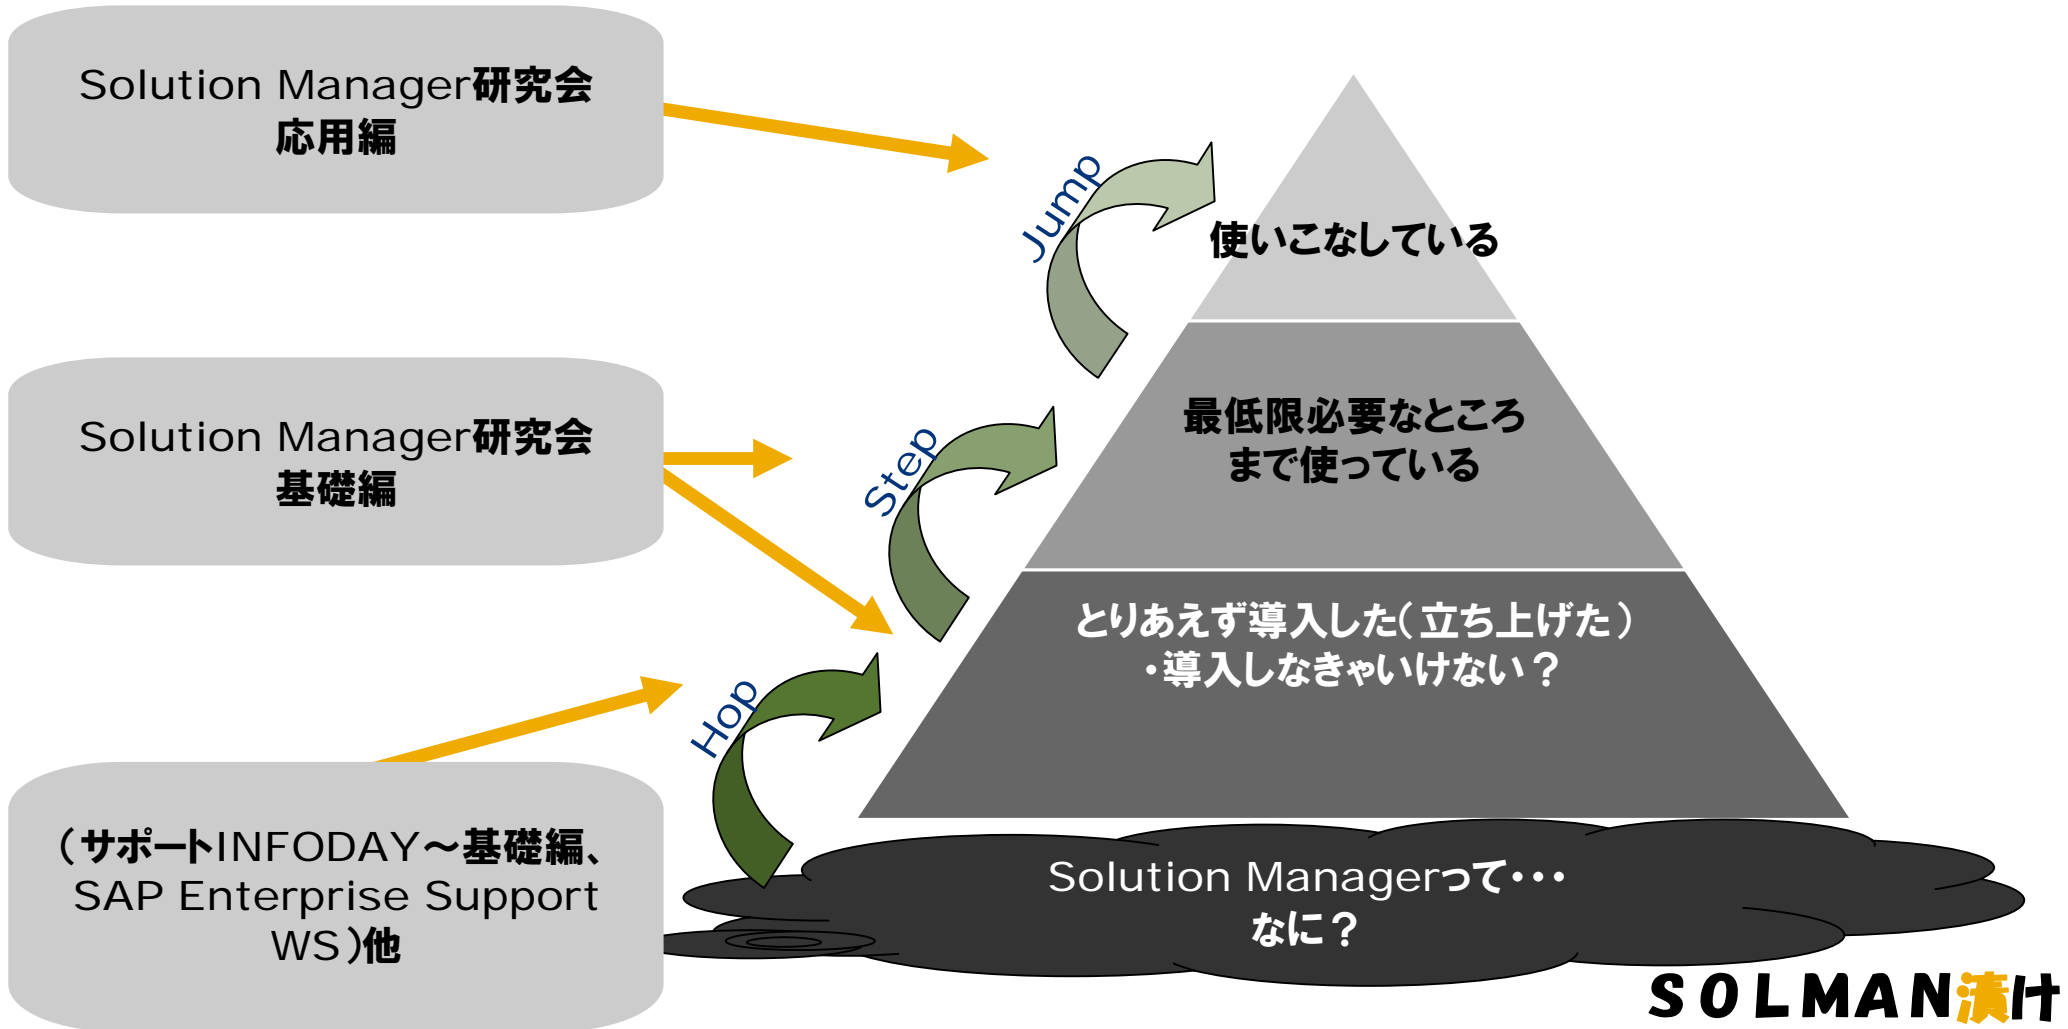 Solution Manager研究会
応用編
Jump
使いこなしている
Solution Manager研究会
基礎編
Step
最低限必要なところ
まで使っている
Hop
とりあえず導入した(立ち上げた)
・導入しなきゃいけない?
(サポートINFODAY~基礎編、
SAP Enterprise Support
WS)他
Solution Managerって・・・
なに?
SOLMAN漬け